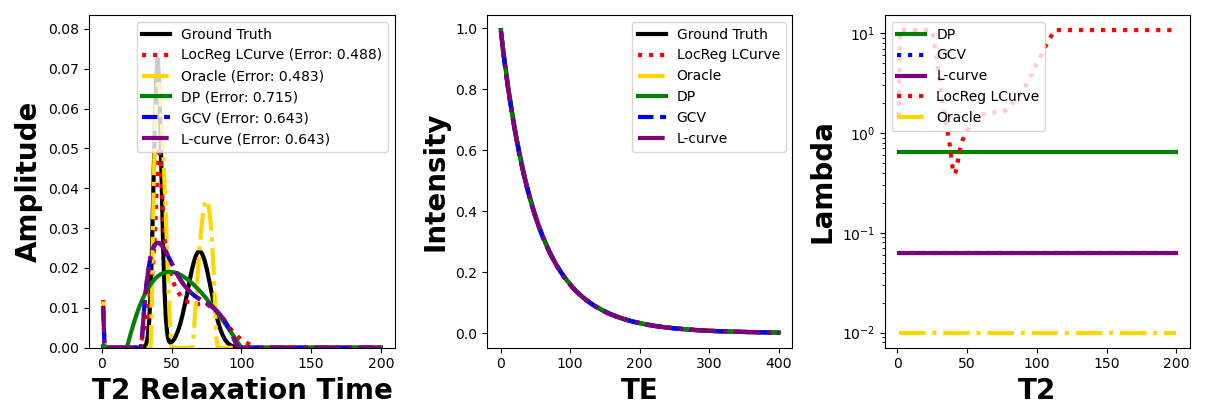 Amplitude
0.08
0.07
0.06
0.05
0.04
0.03
0.02
0.01
0.00
Ground Truth
LocReg LCurve (Error: 0.488)
Oracle (Error: 0.483)
DP (Error: 0.715)
GCV (Error: 0.643)
L-curve (Error: 0.643)
0 50 100 150 200
T2 Relaxation Time
Intensity
1.0
0.8
0.6
0.4
0.2
0.0
Ground Truth
LocReg LCurve
Oracle
DP
GCV
L-curve
0 100 200 300 400
TE
Lambda
10¹
10⁰
10⁻¹
10⁻²
DP
GCV
L-curve
LocReg LCurve
Oracle
0 50 100 150 200
T2